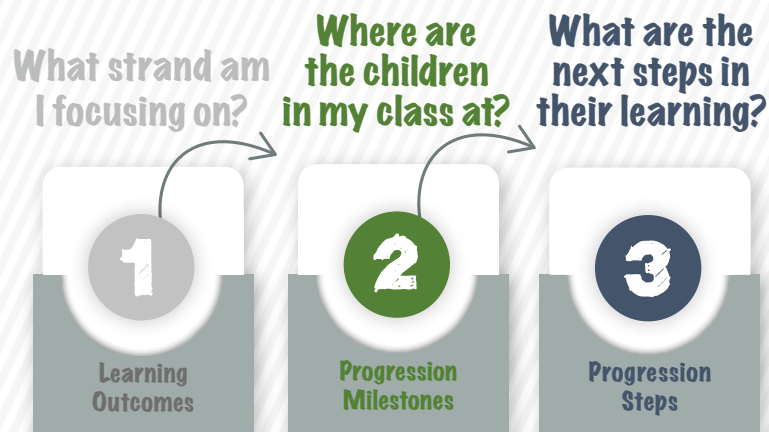 What strand am
I focusing on?
Where are
the children
in my class at?
What are the
next steps in
their learning?
1
2
3
Learning
Outcomes
Progression
Milestones
Progression
Steps